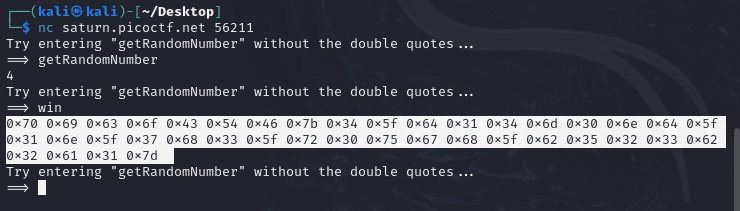 ┌──(kali㉿kali)-[~/Desktop]
└─$ nc saturn.picoctf.net 56211
Try entering "getRandomNumber" without the double quotes...
==> getRandomNumber
4
Try entering "getRandomNumber" without the double quotes...
==> win
0×70 0×69 0×63 0×6f 0×43 0×54 0×46 0×7b 0×34 0×5f 0×64 0×31 0×34 0×6d 0×30 0×6e 0×64 0×5f
0×31 0×6e 0×5f 0×37 0×68 0×33 0×5f 0×72 0×30 0×75 0×67 0×68 0×5f 0×62 0×35 0×32 0×33 0×62
0×32 0×61 0×31 0×7d
Try entering "getRandomNumber" without the double quotes...
==>